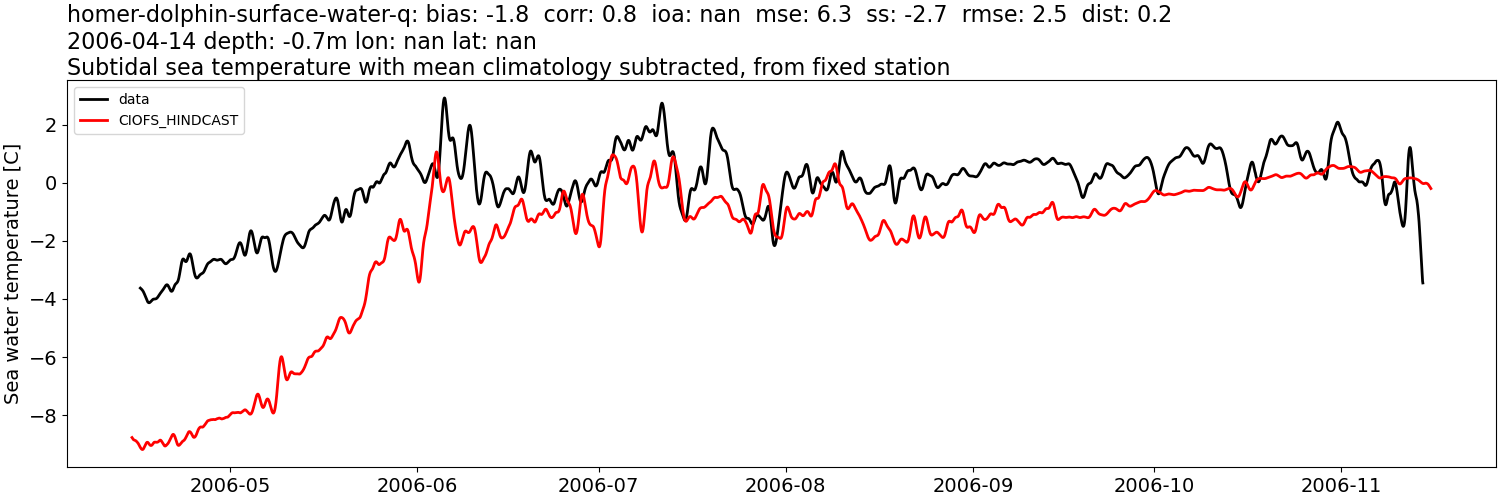 homer-dolphin-surface-water-q: bias: -1.8  corr: 0.8  ioa: nan  mse: 6.3  ss: -2.7  rmse: 2.5  dist: 0.2
2006-04-14 depth: -0.7m lon: nan lat: nan
Subtidal sea temperature with mean climatology subtracted, from fixed station
data
CIOFS_HINDCAST
Sea water temperature [C]
2
0
−2
−4
−6
−8
2006-05 2006-06 2006-07 2006-08 2006-09 2006-10 2006-11